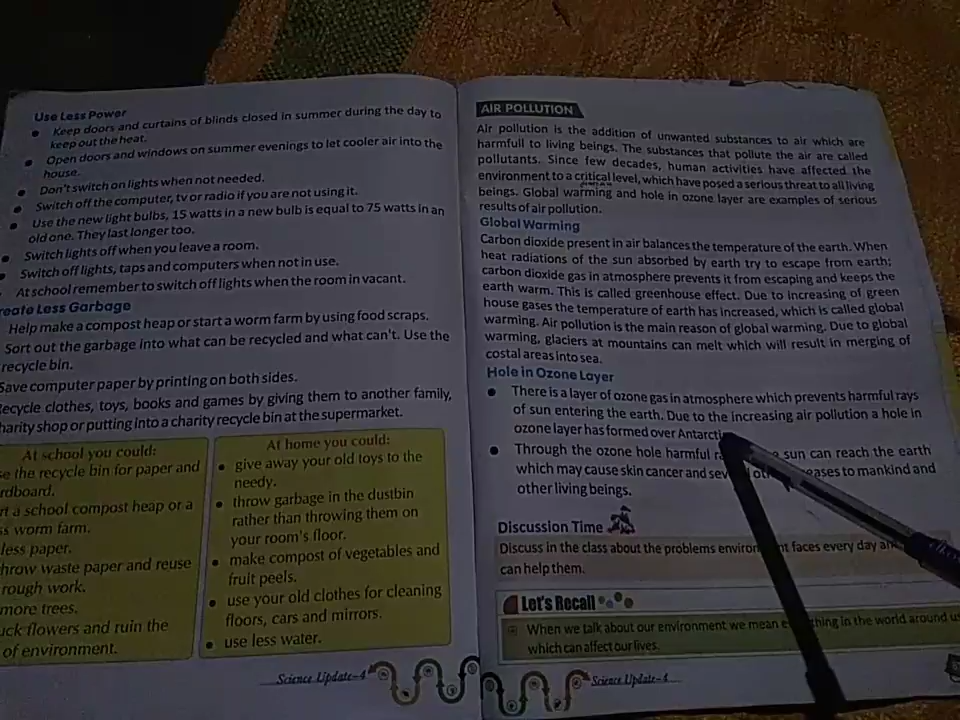 Use Less Power
Keep doors and curtains of blinds closed in summer during the day to
keep out the heat.
Open doors and windows on summer evenings to let cooler air into the
house.
Don't switch on lights when not needed.
Switch off the computer, tv or radio if you are not using it.
Use the new light bulbs, 15 watts in a new bulb is equal to 75 watts in an
old one. They last longer too.
Switch lights off when you leave a room.
Switch off lights, taps and computers when not in use.
At school remember to switch off lights when the room in vacant.
reate Less Garbage
Help make a compost heap or start a worm farm by using food scraps.
Sort out the garbage into what can be recycled and what can't. Use the
recycle bin.
Save computer paper by printing on both sides.
Recycle clothes, toys, books and games by giving them to another family,
harity shop or putting into a charity recycle bin at the supermarket.
At school you could:
se the recycle bin for paper and
rdboard.
rt a school compost heap or a
ss worm farm.
less paper.
hrow waste paper and reuse
rough work.
more trees.
uck flowers and ruin the
of environment.
At home you could:
give away your old toys to the
needy.
throw garbage in the dustbin
rather than throwing them on
your room's floor.
make compost of vegetables and
fruit peels.
use your old clothes for cleaning
floors, cars and mirrors.
use less water.
Science Update-4
AIR POLLUTION
Air pollution is the addition of unwanted substances to air which are
harmfull to living beings. The substances that pollute the air are called
pollutants. Since few decades, human activities have affected the
environment to a critical level, which have posed a serious threat to all living
beings. Global warming and hole in ozone layer are examples of serious
results of air pollution.
Global Warming
Carbon dioxide present in air balances the temperature of the earth. When
heat radiations of the sun absorbed by earth try to escape from earth;
carbon dioxide gas in atmosphere prevents it from escaping and keeps the
earth warm. This is called greenhouse effect. Due to increasing of green
house gases the temperature of earth has increased, which is called global
warming. Air pollution is the main reason of global warming. Due to global
warming, glaciers at mountains can melt which will result in merging of
costal areas into sea.
Hole in Ozone Layer
There is a layer of ozone gas in atmosphere which prevents harmful rays
of sun entering the earth. Due to the increasing air pollution a hole in
ozone layer has formed over Antarcti
Through the ozone hole harmful sun can reach the earth
which may cause skin cancer and to mankind and
other living beings.
Discussion Time
Discuss in the class about the problems environ t faces every day an
can help them.
Let's Recall
When we talk about our environment we mean thing in the world around us
which can affect our lives.
Science Update-4